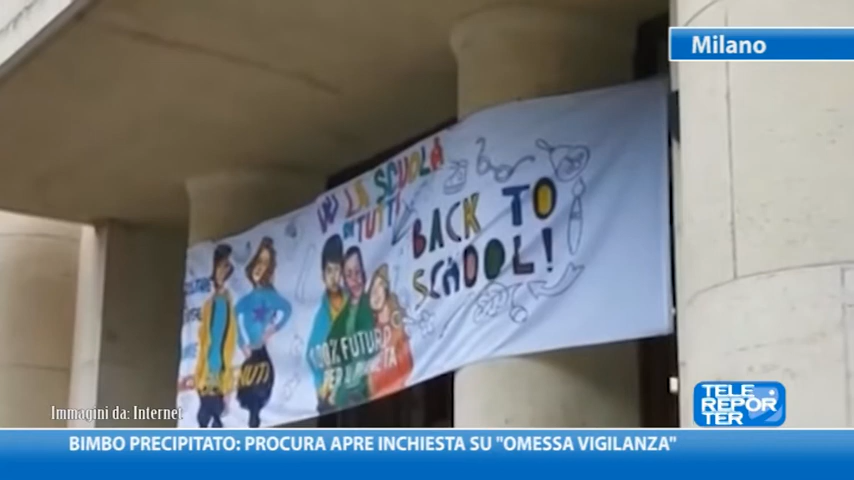 Milano
W LA SCUOLA
DI TUTTI
BACK TO
SCHOOL!
100% FUTURO
Immagini da: Internet
TELE
REPOR
TER
BIMBO PRECIPITATO: PROCURA APRE INCHIESTA SU "OMESSA VIGILANZA"